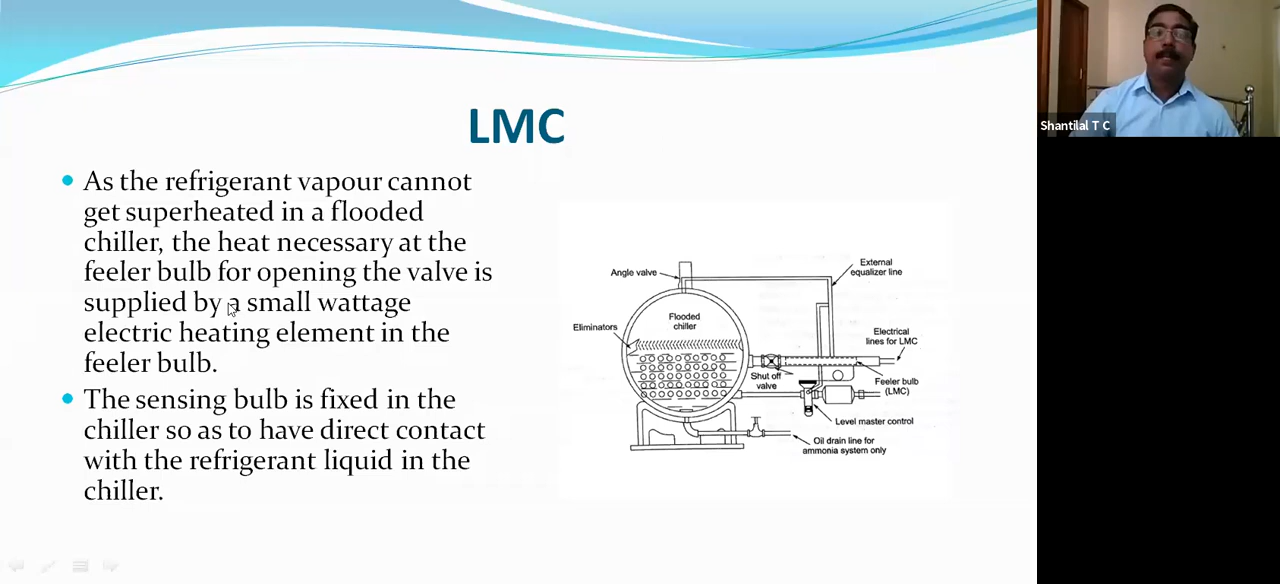 LMC
As the refrigerant vapour cannot
get superheated in a flooded
chiller, the heat necessary at the
feeler bulb for opening the valve is
supplied by a small wattage
electric heating element in the
feeler bulb.
The sensing bulb is fixed in the
chiller so as to have direct contact
with the refrigerant liquid in the
chiller.
Angle valve
External
equalizer line
Flooded
chiller
Eliminators
Electrical
lines for LMC
Shut off
valve
Feeler bulb
(LMC)
Level master control
Oil drain line for
ammonia system only
Shantilal T C